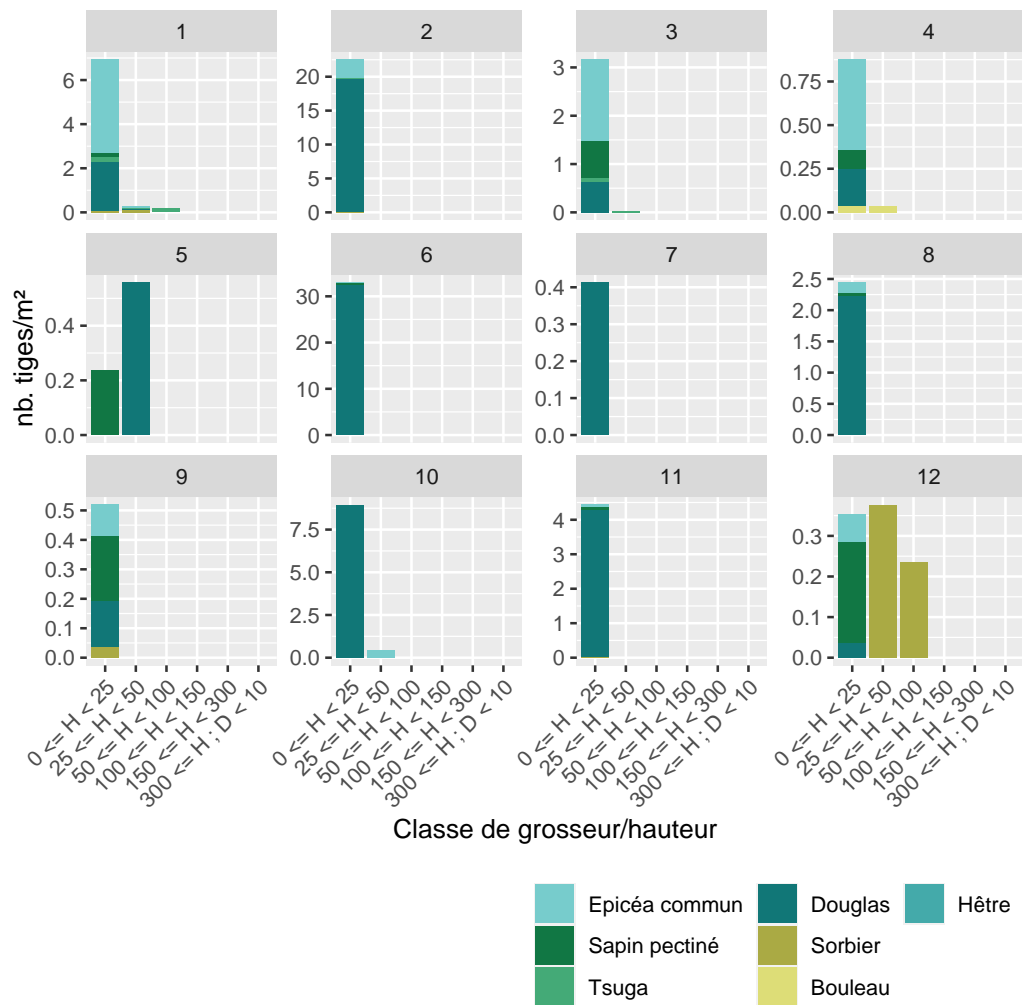 1 2 3 4
6
4
2
0
20
15
10
5
0
3
2
1
0
0.75
0.50
0.25
0.00
nb. tiges/m²
5 6 7 8
0.4
0.2
0.0
30
20
10
0
0.4
0.3
0.2
0.1
0.0
2.5
2.0
1.5
1.0
0.5
0.0
9 10 11 12
0.5
0.4
0.3
0.2
0.1
0.0
7.5
5.0
2.5
0.0
4
3
2
1
0
0.3
0.2
0.1
0.0
0 <= H < 25
25 <= H < 50
50 <= H < 100
100 <= H < 150
150 <= H < 300
300 <= H ; D < 10
0 <= H < 25
25 <= H < 50
50 <= H < 100
100 <= H < 150
150 <= H < 300
300 <= H ; D < 10
0 <= H < 25
25 <= H < 50
50 <= H < 100
100 <= H < 150
150 <= H < 300
300 <= H ; D < 10
0 <= H < 25
25 <= H < 50
50 <= H < 100
100 <= H < 150
150 <= H < 300
300 <= H ; D < 10
Classe de grosseur/hauteur
Epicéa commun Douglas Hêtre
Sapin pectiné Sorbier
Tsuga Bouleau